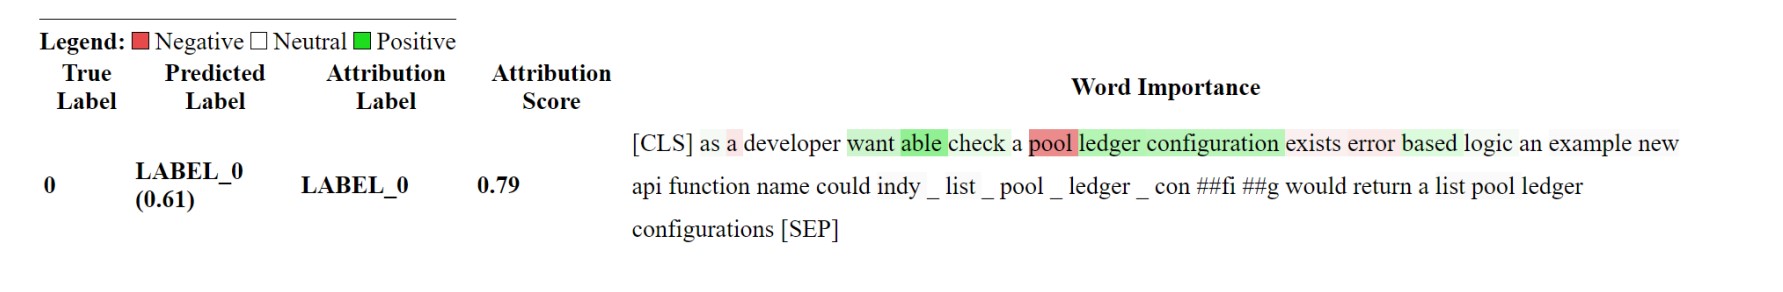 Legend: Negative Neutral Positive
True Label Predicted Label Attribution Label Attribution Score Word Importance
0 LABEL_0 (0.61) LABEL_0 0.79
[CLS] as a developer want able check a pool ledger configuration exists error based logic an example new
api function name could indy _ list _ pool _ ledger _ con ##fi ##g would return a list pool ledger
configurations [SEP]